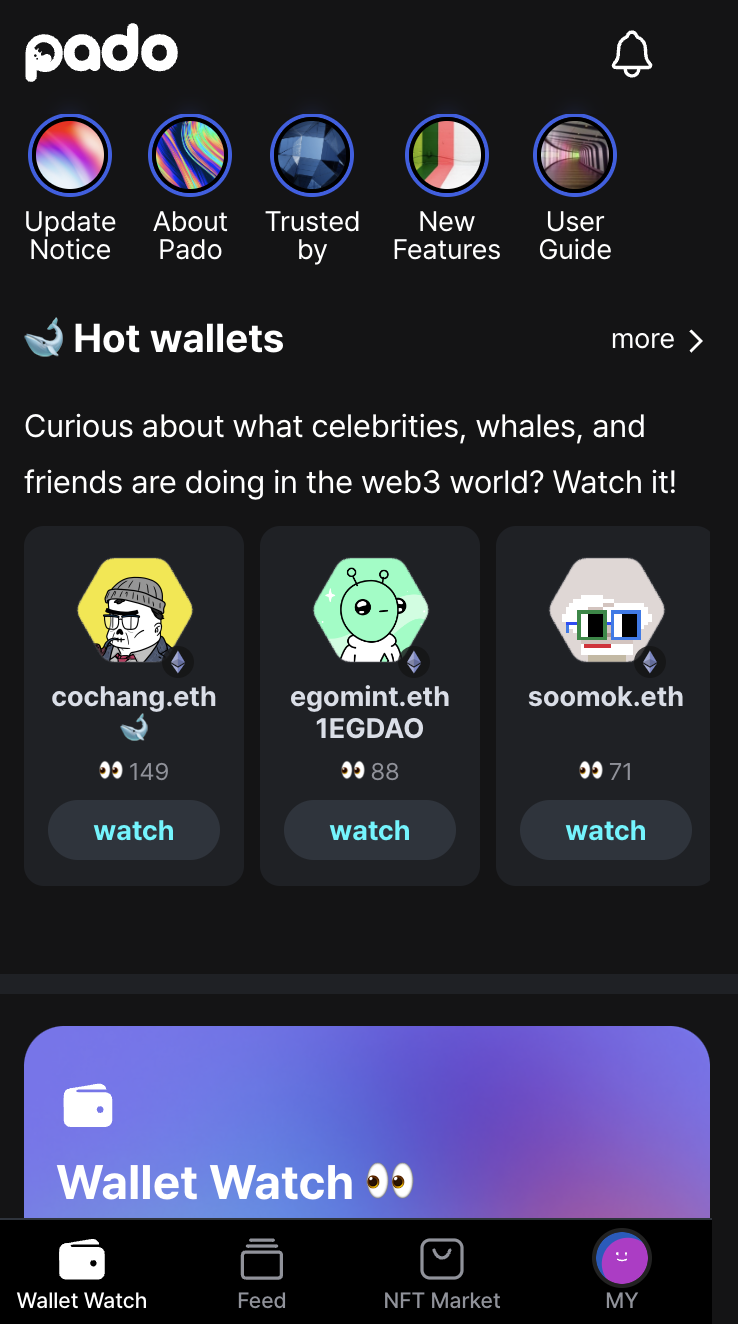 pado
Update
Notice
About
Pado
Trusted
by
New
Features
User
Guide
Hot wallets
more
Curious about what celebrities, whales, and
friends are doing in the web3 world? Watch it!
cochang.eth
149
watch
egomint.eth
1EGDAO
88
watch
soomok.eth
71
watch
Wallet Watch
Wallet Watch
Feed
NFT Market
MY